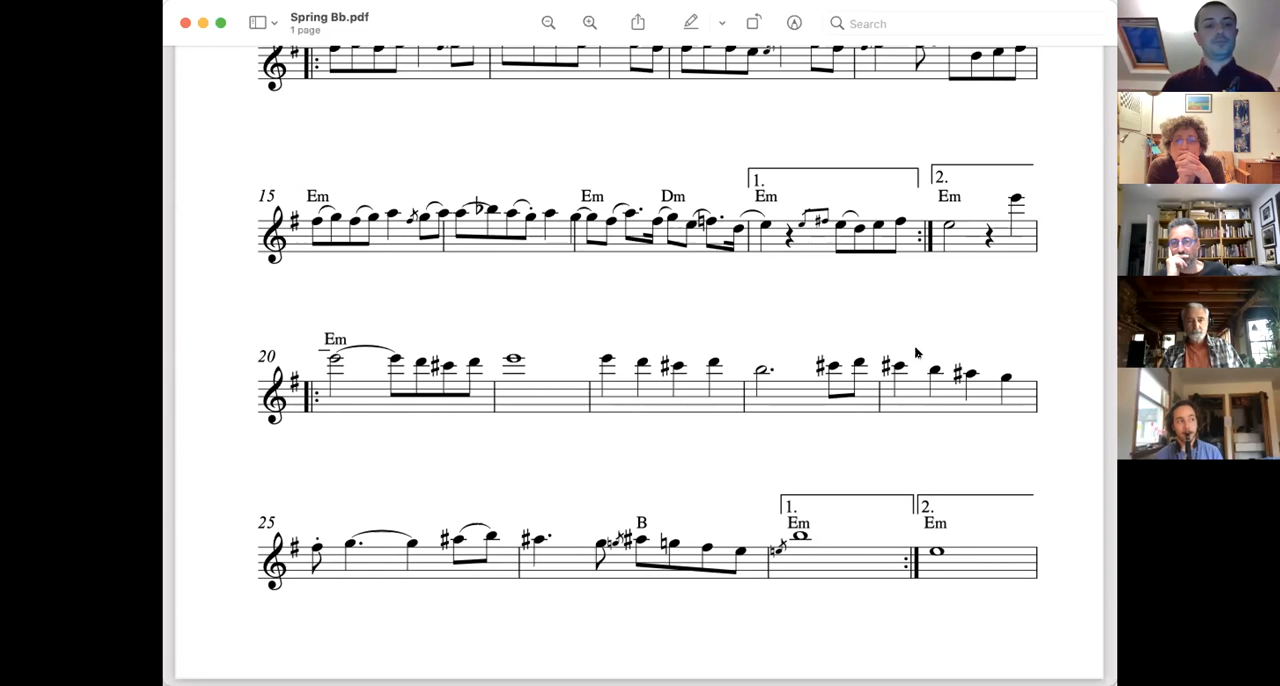 Spring Bb.pdf
1 page
Search
15 Em Em Dm 1. Em 2. Em
20 Em
25 B 1. Em 2. Em